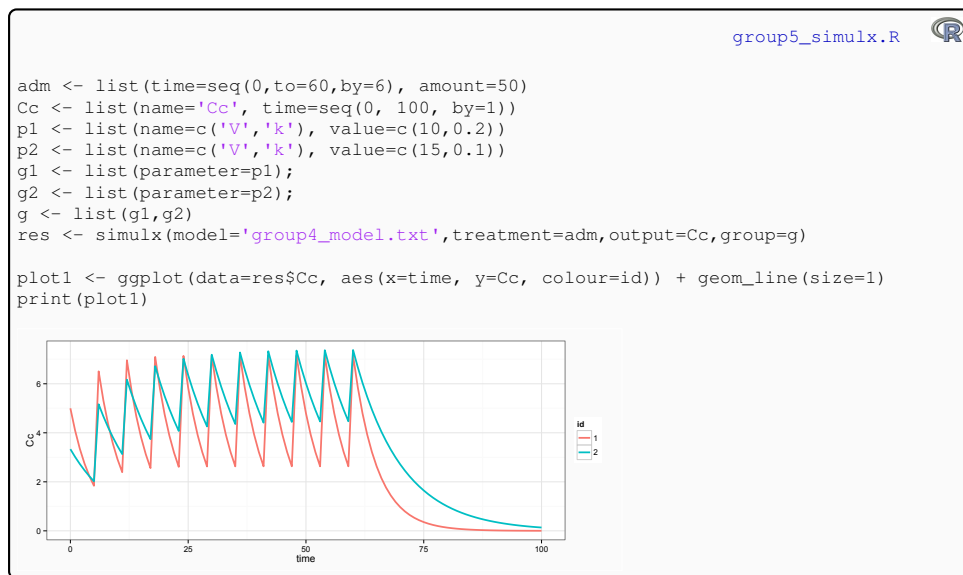 group5_simulx.R
R
adm <- list(time=seq(0,to=60,by=6), amount=50)
Cc <- list(name='Cc', time=seq(0, 100, by=1))
p1 <- list(name=c('V','k'), value=c(10,0.2))
p2 <- list(name=c('V','k'), value=c(15,0.1))
g1 <- list(parameter=p1);
g2 <- list(parameter=p2);
g <- list(g1,g2)
res <- simulx(model='group4_model.txt',treatment=adm,output=Cc,group=g)
plot1 <- ggplot(data=res$Cc, aes(x=time, y=Cc, colour=id)) + geom_line(size=1)
print(plot1)
6
4
2
0
Cc
0 25 50 75 100
time
id
1
2